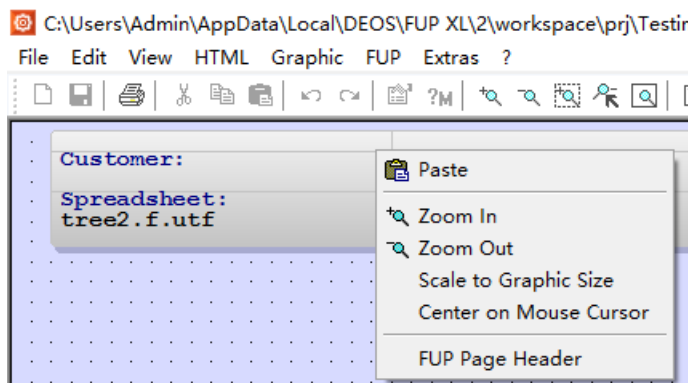 C:\Users\Admin\AppData\Local\DEOS\FUP XL\2\workspace\prj\Testin
File Edit View HTML Graphic FUP Extras ?
?M
Customer:
Spreadsheet:
tree2.f.utf
Paste
Zoom In
Zoom Out
Scale to Graphic Size
Center on Mouse Cursor
FUP Page Header